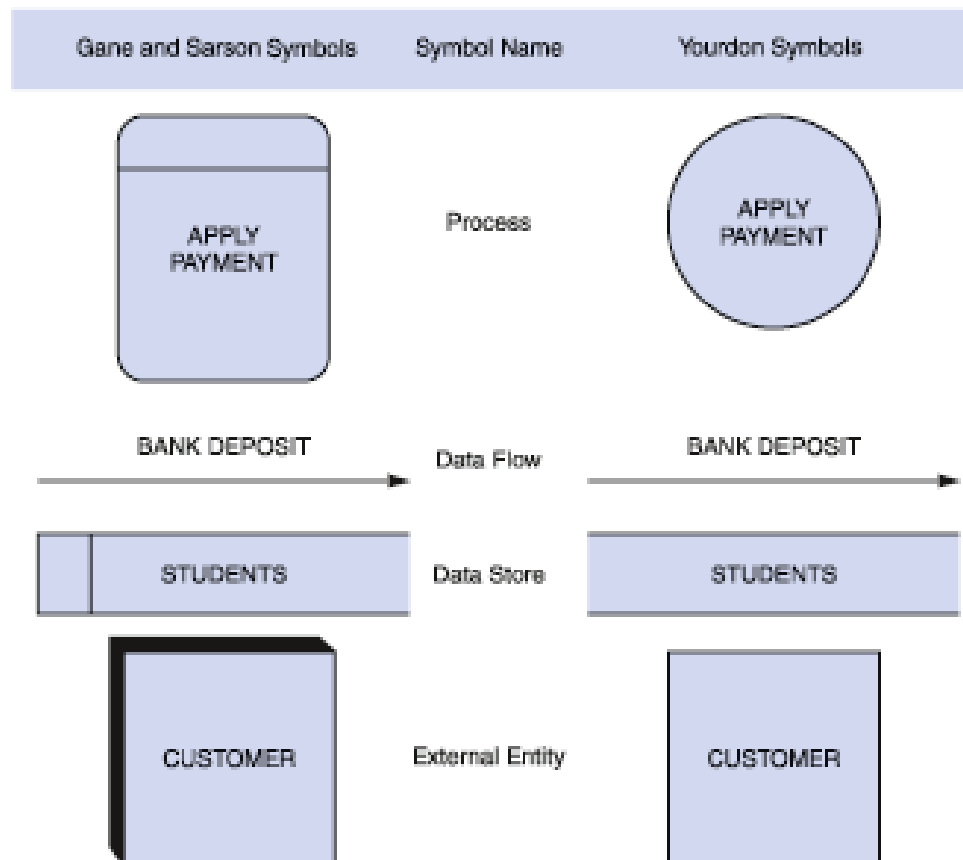 Gane and Sarson Symbols Symbol Name Yourdon Symbols
APPLY
PAYMENT
Process
APPLY
PAYMENT
BANK DEPOSIT
Data Flow
BANK DEPOSIT
STUDENTS
Data Store
STUDENTS
CUSTOMER
External Entity
CUSTOMER